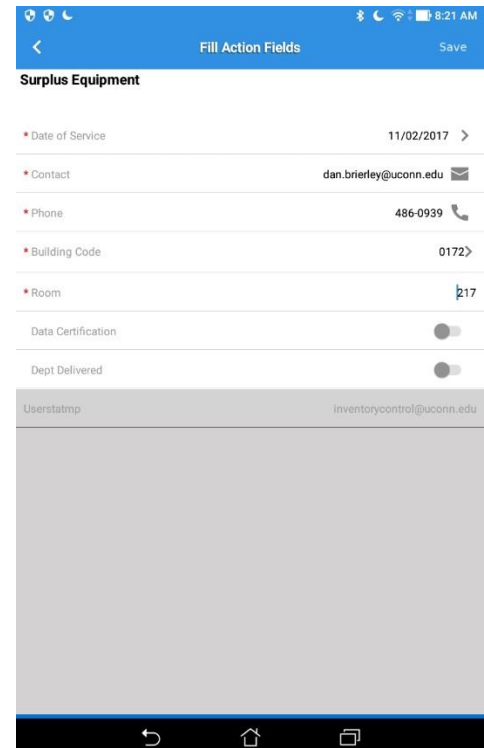 8:21 AM
Fill Action Fields Save
Surplus Equipment
* Date of Service 11/02/2017
* Contact dan.brierley@uconn.edu
* Phone 486-0939
* Building Code 0172
* Room 217
Data Certification
Dept Delivered
Userstatmp inventorycontrol@uconn.edu